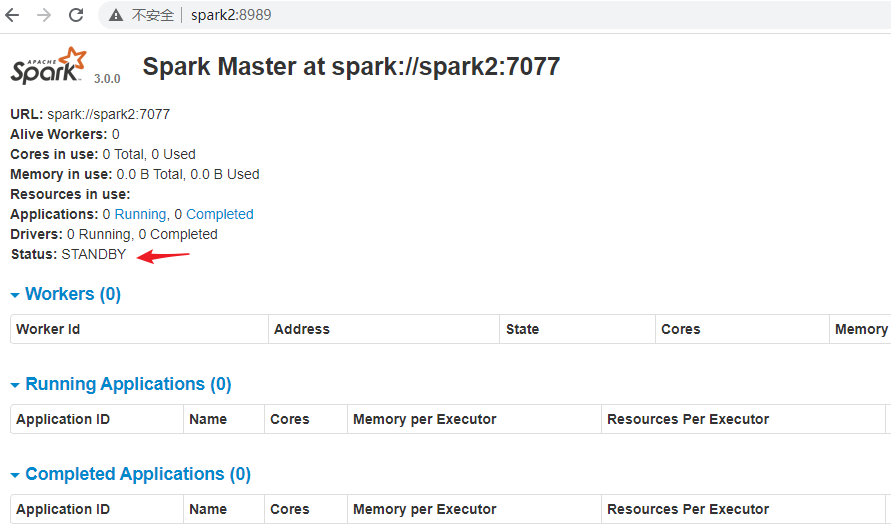 不安全 spark2:8989
APACHE
Spark 3.0.0 Spark Master at spark://spark2:7077
URL: spark://spark2:7077
Alive Workers: 0
Cores in use: 0 Total, 0 Used
Memory in use: 0.0 B Total, 0.0 B Used
Resources in use:
Applications: 0 Running, 0 Completed
Drivers: 0 Running, 0 Completed
Status: STANDBY
Workers (0)
Worker Id Address State Cores Memory
Running Applications (0)
Application ID Name Cores Memory per Executor Resources Per Executor
Completed Applications (0)
Application ID Name Cores Memory per Executor Resources Per Executor